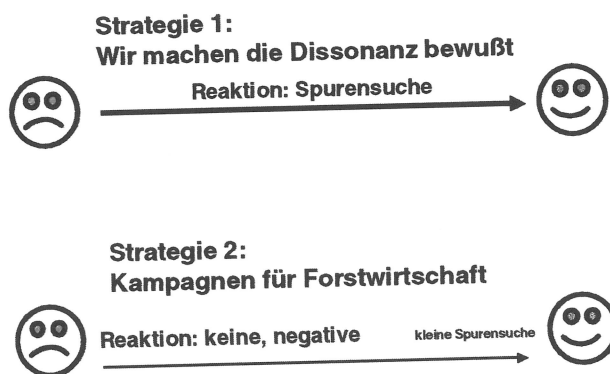 Strategie 1:
Wir machen die Dissonanz bewußt
Reaktion: Spurensuche
Strategie 2:
Kampagnen für Forstwirtschaft
Reaktion: keine, negative kleine Spurensuche